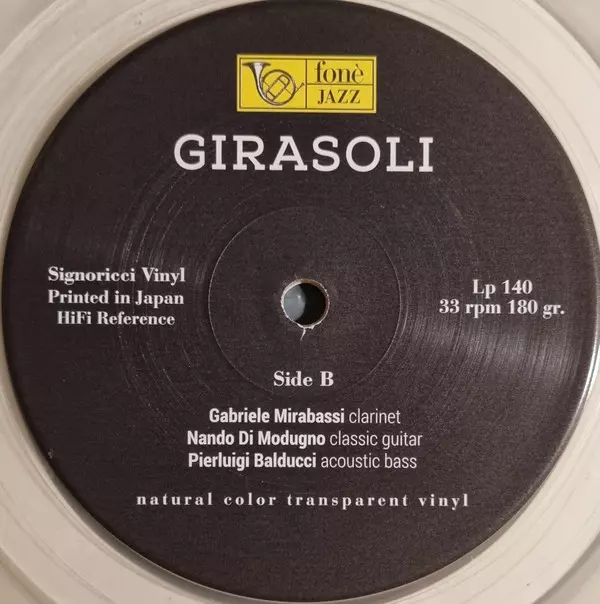 fonè
JAZZ
GIRASOLI
Signoricci Vinyl
Printed in Japan
HiFi Reference
Lp 140
33 rpm 180 gr.
Side B
Gabriele Mirabassi clarinet
Nando Di Modugno classic guitar
Pierluigi Balducci acoustic bass
natural color transparent vinyl